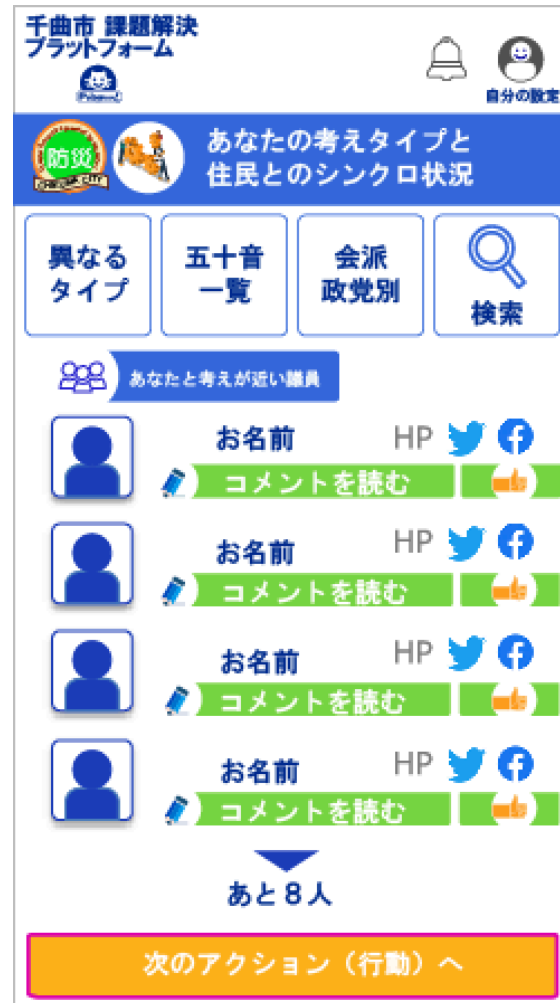 千曲市 課題解決
プラットフォーム
自分の設定
防災
CHIKUMA CITY
あなたの考えタイプと
住民とのシンクロ状況
異なる
タイプ
五十音
一覧
会派
政党別
検索
あなたと考えが近い議員
お名前 HP
コメントを読む
お名前 HP
コメントを読む
お名前 HP
コメントを読む
お名前 HP
コメントを読む
あと8人
次のアクション（行動）へ